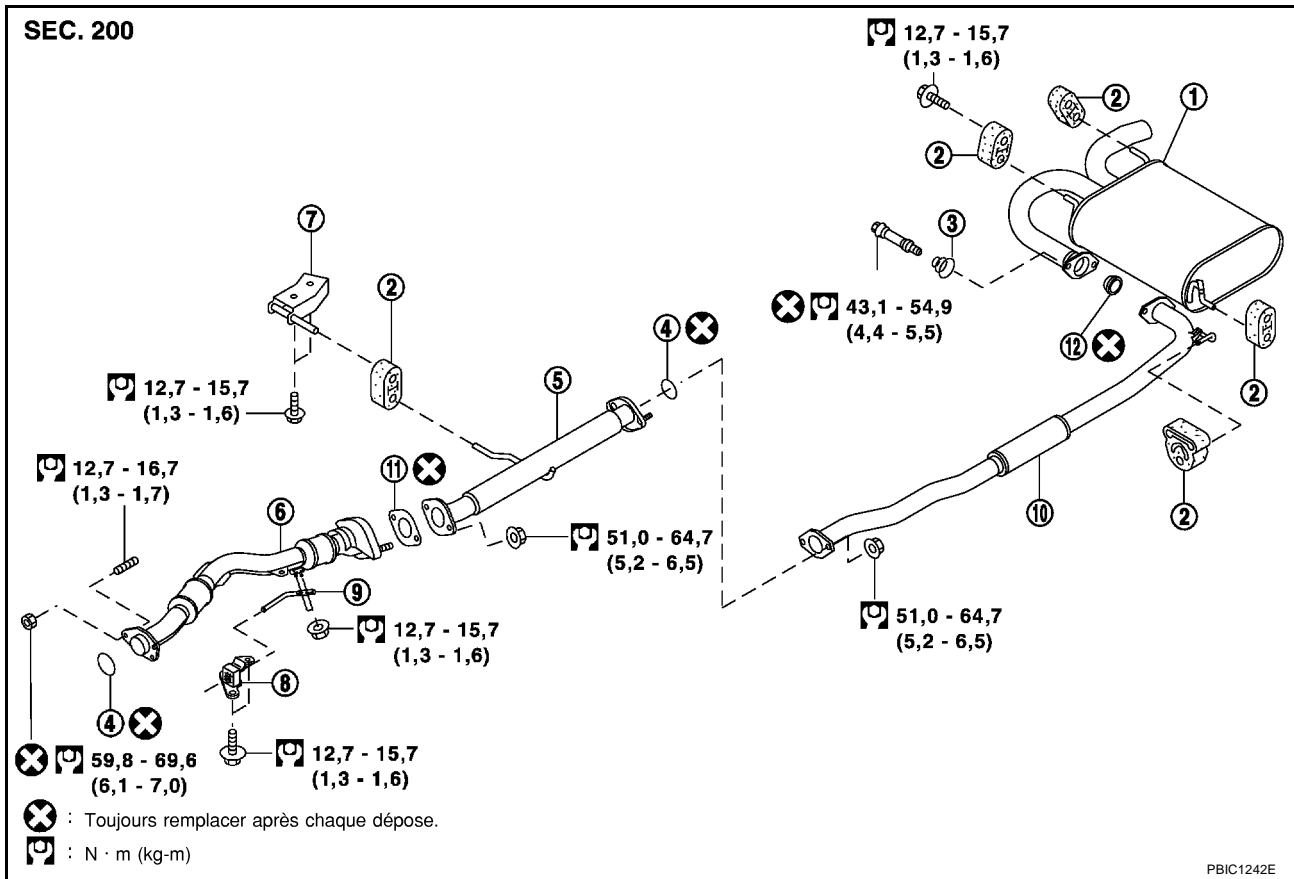 SEC. 200
12,7 - 15,7
(1,3 - 1,6)
2
1
2
7
3
2
43,1 - 54,9
(4,4 - 5,5)
4
12
2
5
12,7 - 15,7
(1,3 - 1,6)
12,7 - 16,7
(1,3 - 1,7)
11
6
10
2
51,0 - 64,7
(5,2 - 6,5)
9
51,0 - 64,7
(5,2 - 6,5)
12,7 - 15,7
(1,3 - 1,6)
8
4
59,8 - 69,6
(6,1 - 7,0)
12,7 - 15,7
(1,3 - 1,6)
: Toujours remplacer après chaque dépose.
: N · m (kg-m)
PBIC1242E